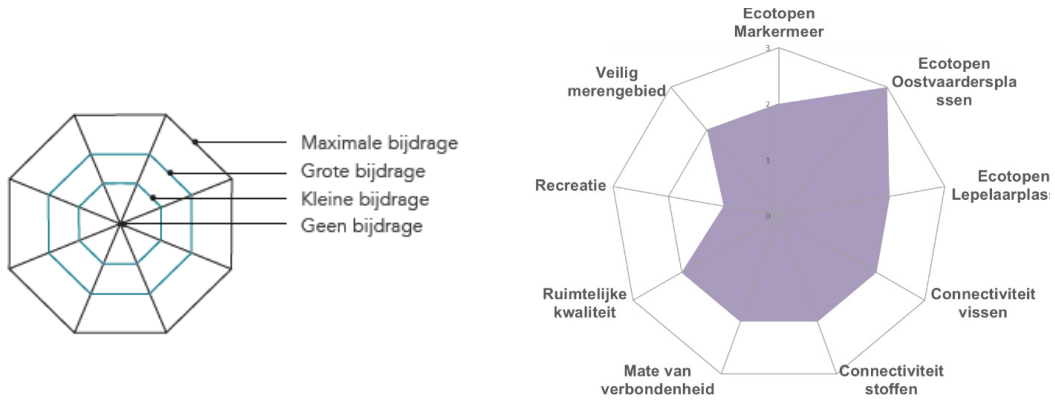 Maximale bijdrage
Grote bijdrage
Kleine bijdrage
Geen bijdrage
Ecotopen
Markermeer
3
2
1
0
Ecotopen
Oostvaarderspla
ssen
Ecotopen
Lepelaarplass
Connectiviteit
vissen
Connectiviteit
stoffen
Mate van
verbondenheid
Ruimtelijke
kwaliteit
Recreatie
Veilig
merengebied